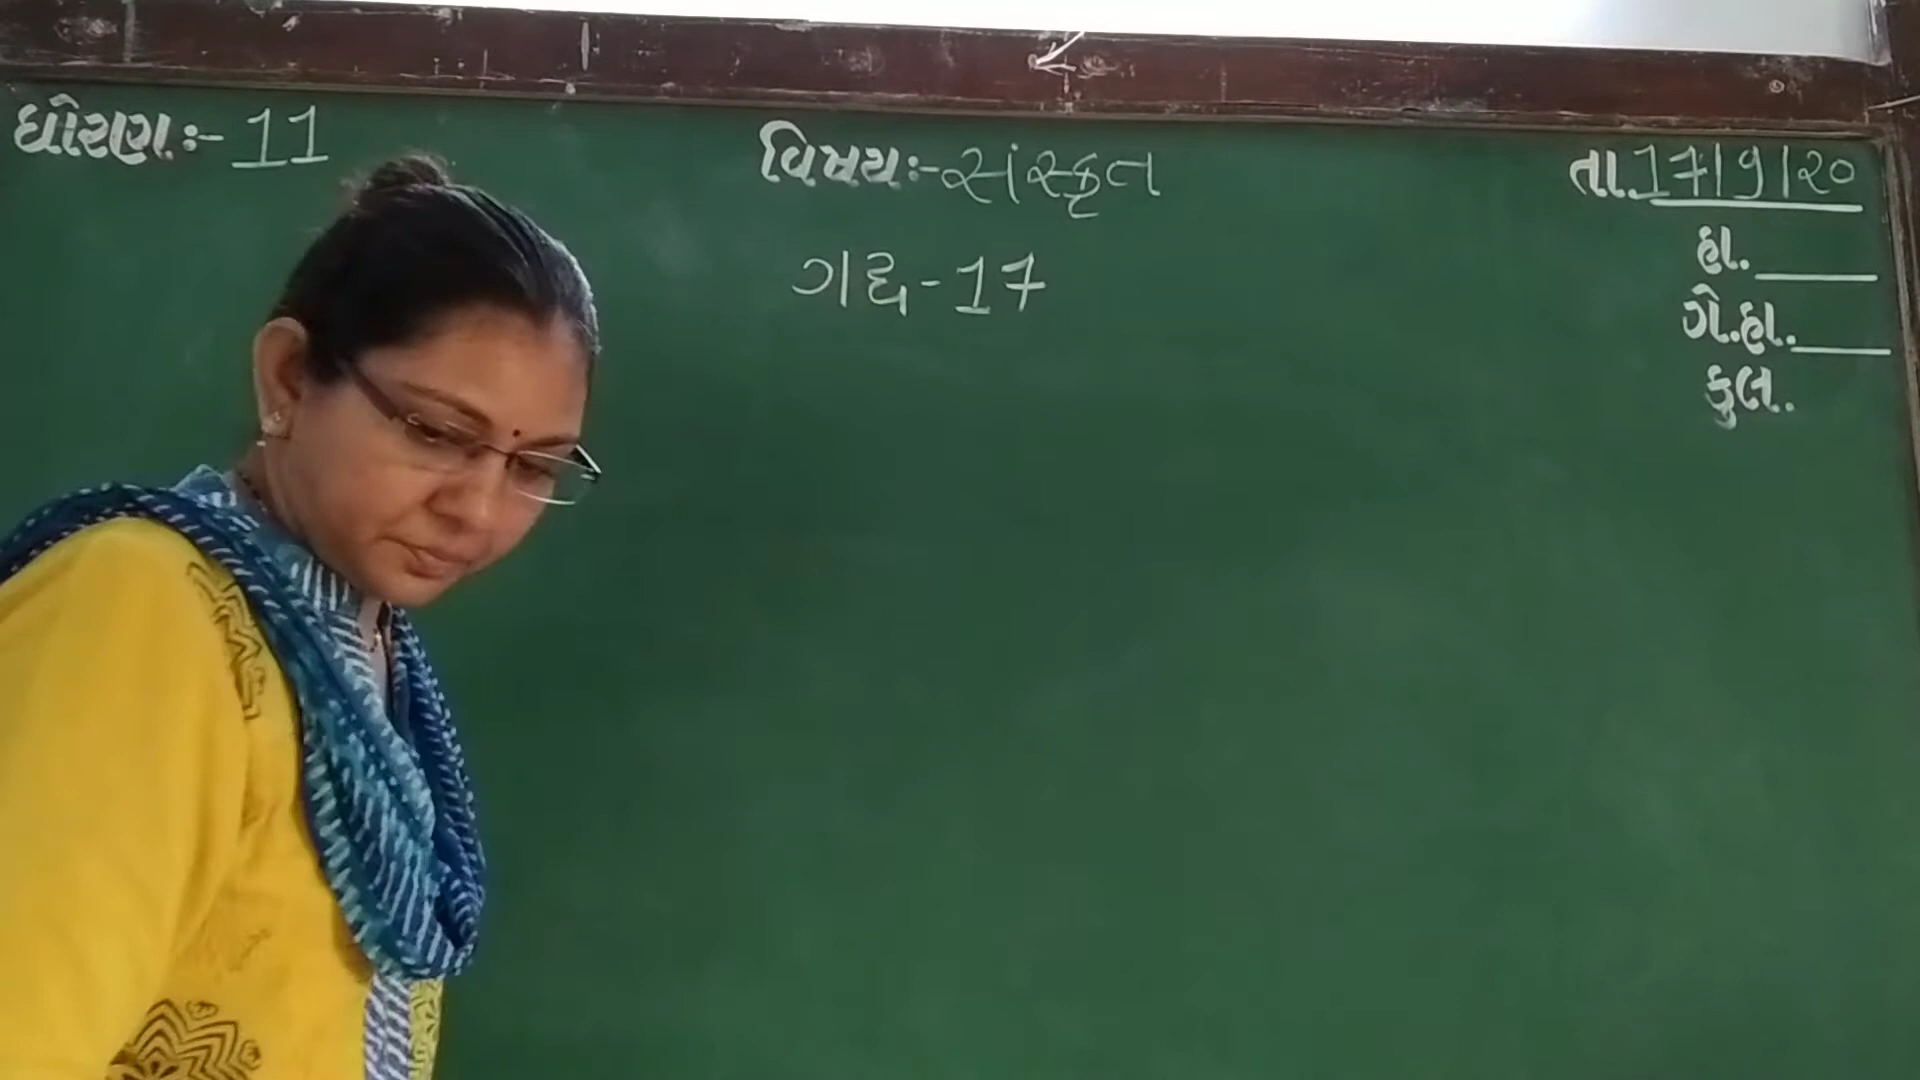 ધોરણ:- 11
વિષય:- સંસ્કૃત
તા. 17/9/20
ગદ્ય - 17
હા. ____
ગે.હા. ____
કુલ.